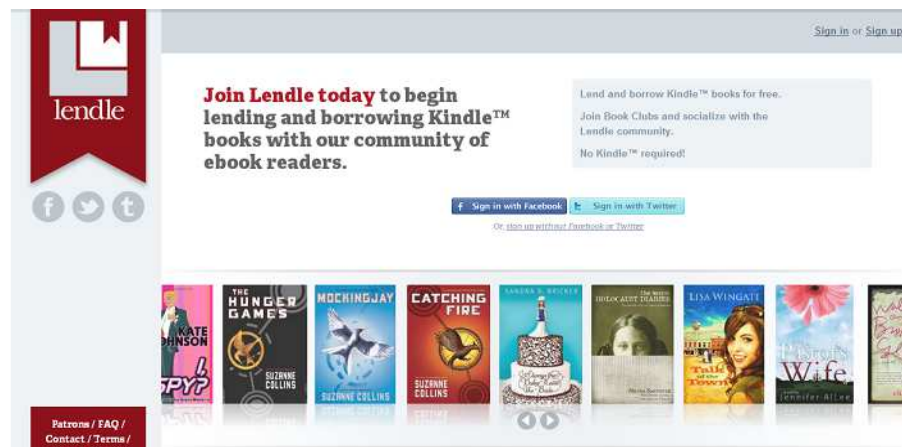 Sign in or Sign up
lendle
Join Lendle today to begin
lending and borrowing Kindle™
books with our community of
ebook readers.
Lend and borrow Kindle™ books for free.
Join Book Clubs and socialize with the
Lendle community.
No Kindle™ required!
f Sign in with Facebook
t Sign in with Twitter
Or, sign up without Facebook or Twitter
KATE
JOHNSON
SPY?
THE
HUNGER
GAMES
SUZANNE
COLLINS
MOCKINGJAY
SUZANNE COLLINS
CATCHING
FIRE
SUZANNE
COLLINS
SANDRA D. BRICKER
HOLOCAUST DIARIES
LISA WINGATE
Talk
of the
Town
Pastor's
Wife
Jennifer AlLee
Patrons / FAQ /
Contact / Terms /